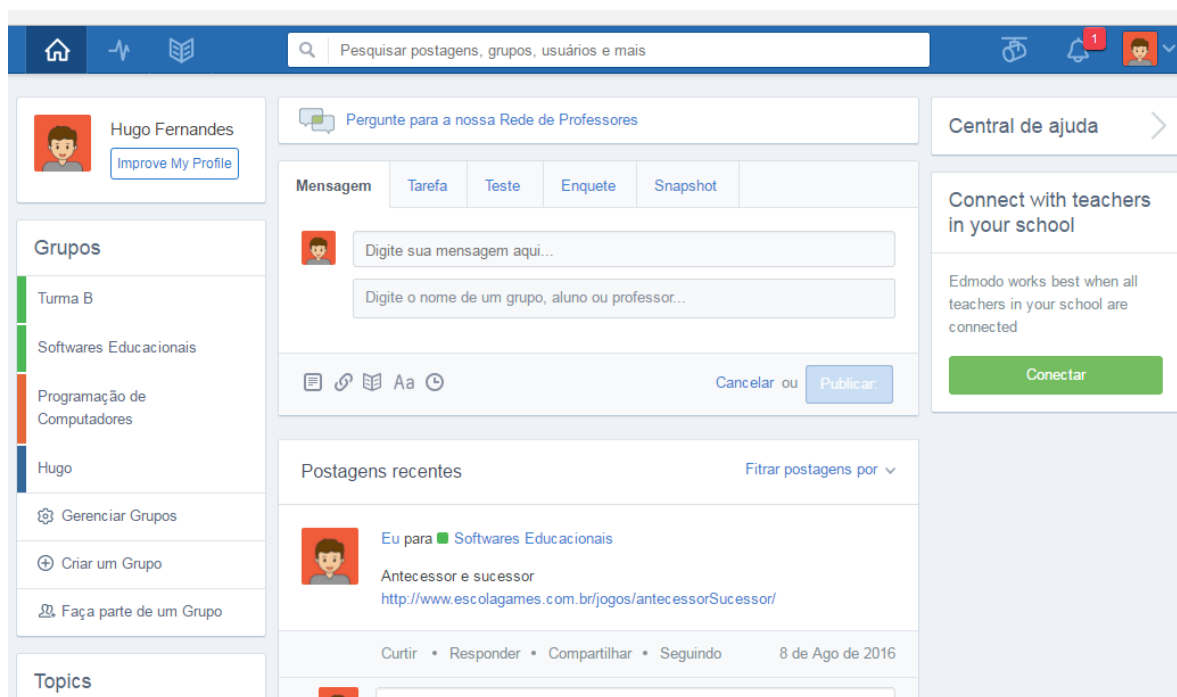 Pesquisar postagens, grupos, usuários e mais
1
Hugo Fernandes
Improve My Profile
Grupos
Turma B
Softwares Educacionais
Programação de
Computadores
Hugo
Gerenciar Grupos
Criar um Grupo
Faça parte de um Grupo
Topics
Pergunte para a nossa Rede de Professores
Mensagem Tarefa Teste Enquete Snapshot
Digite sua mensagem aqui...
Digite o nome de um grupo, aluno ou professor...
Aa
Cancelar ou Publicar:
Postagens recentes Fitrar postagens por
Eu para Softwares Educacionais
Antecessor e sucessor
http://www.escolagames.com.br/jogos/antecessorSucessor/
Curtir • Responder • Compartilhar • Seguindo 8 de Ago de 2016
Central de ajuda
Connect with teachers
in your school
Edmodo works best when all
teachers in your school are
connected
Conectar